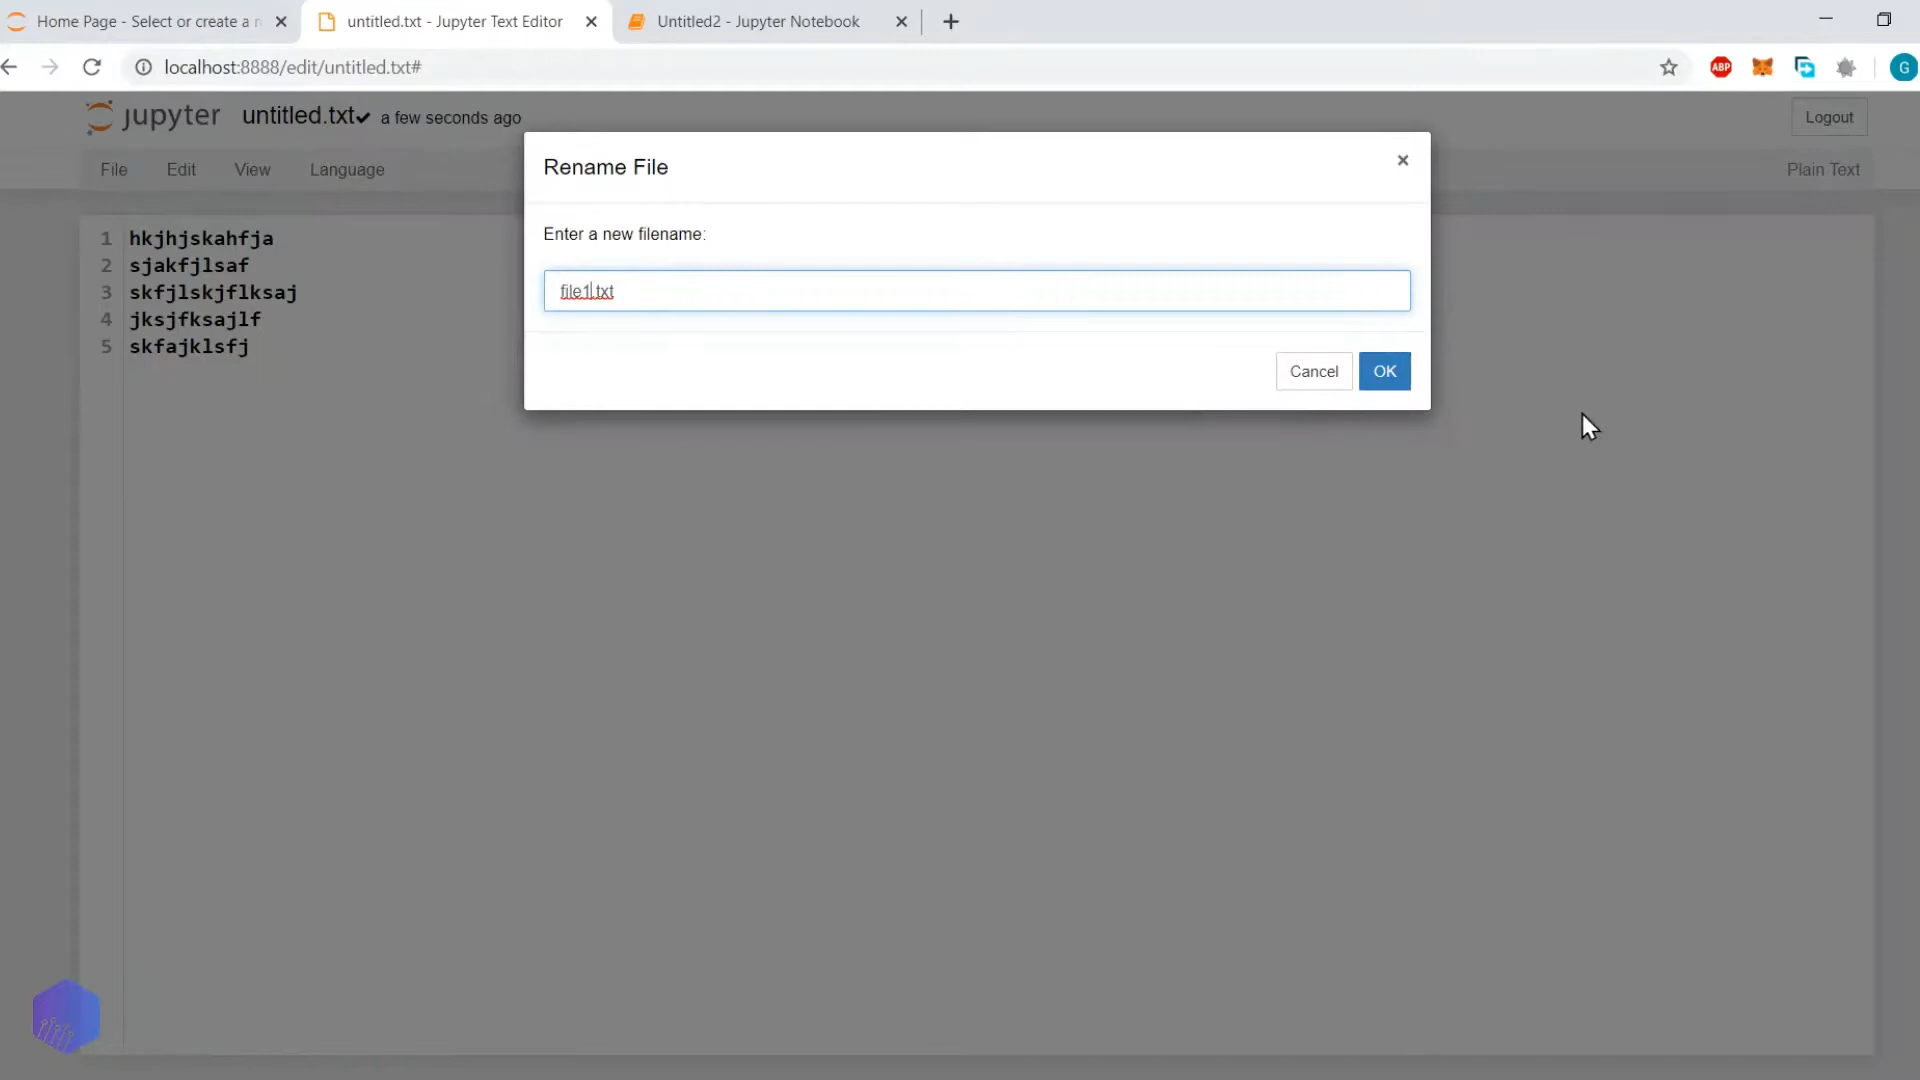 Home Page - Select or create a n
untitled.txt - Jupyter Text Editor
Untitled2 - Jupyter Notebook
localhost:8888/edit/untitled.txt#
ABP
G
jupyter untitled.txt a few seconds ago
Logout
File Edit View Language
Plain Text
Rename File
Enter a new filename:
file1.txt
Cancel OK
1 hkjhjskahfja
2 sjakfjlsaf
3 skfjlskjflksaj
4 jksjfksajlf
5 skfajklsfj